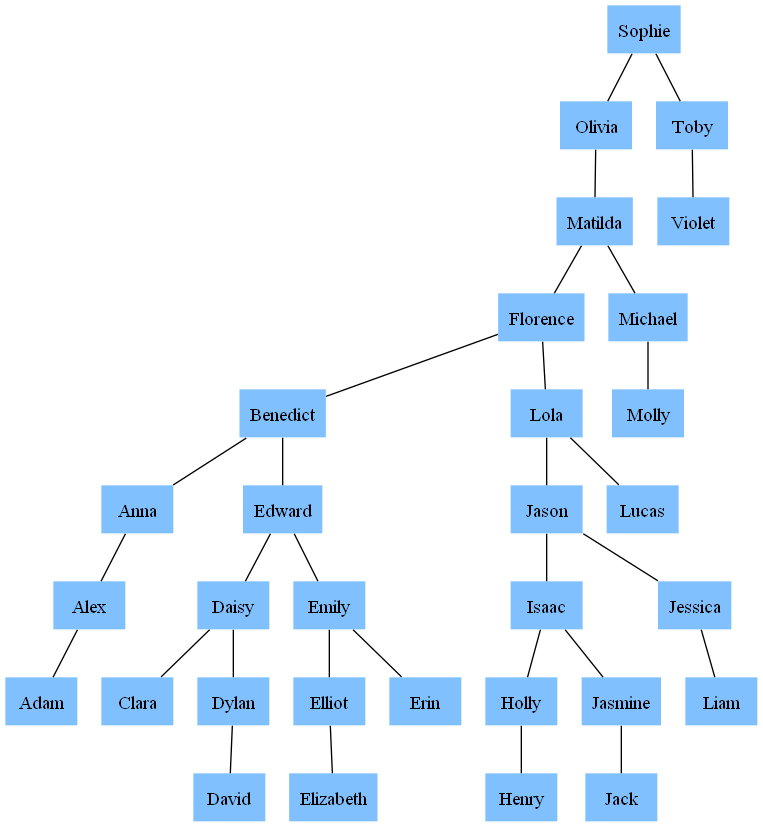 Sophie
Olivia
Toby
Matilda
Violet
Florence
Michael
Benedict
Lola
Molly
Anna
Edward
Jason
Lucas
Alex
Daisy
Emily
Isaac
Jessica
Adam
Clara
Dylan
Elliot
Erin
Holly
Jasmine
Liam
David
Elizabeth
Henry
Jack